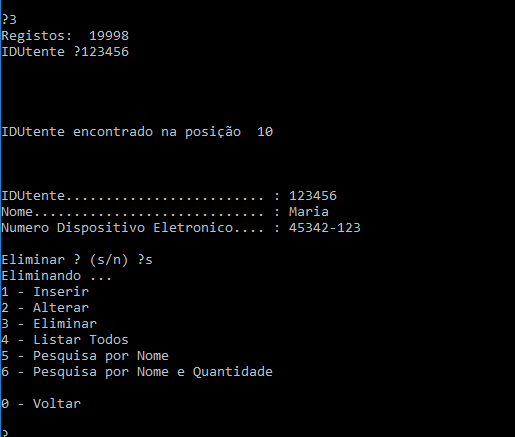 ?3
Registos:  19998
IDUtente ?123456
IDUtente encontrado na posição  10
IDUtente......................... : 123456
Nome............................. : Maria
Numero Dispositivo Eletronico.... : 45342-123
Eliminar ? (s/n) ?s
Eliminando ...
1 - Inserir
2 - Alterar
3 - Eliminar
4 - Listar Todos
5 - Pesquisa por Nome
6 - Pesquisa por Nome e Quantidade
0 - Voltar
?